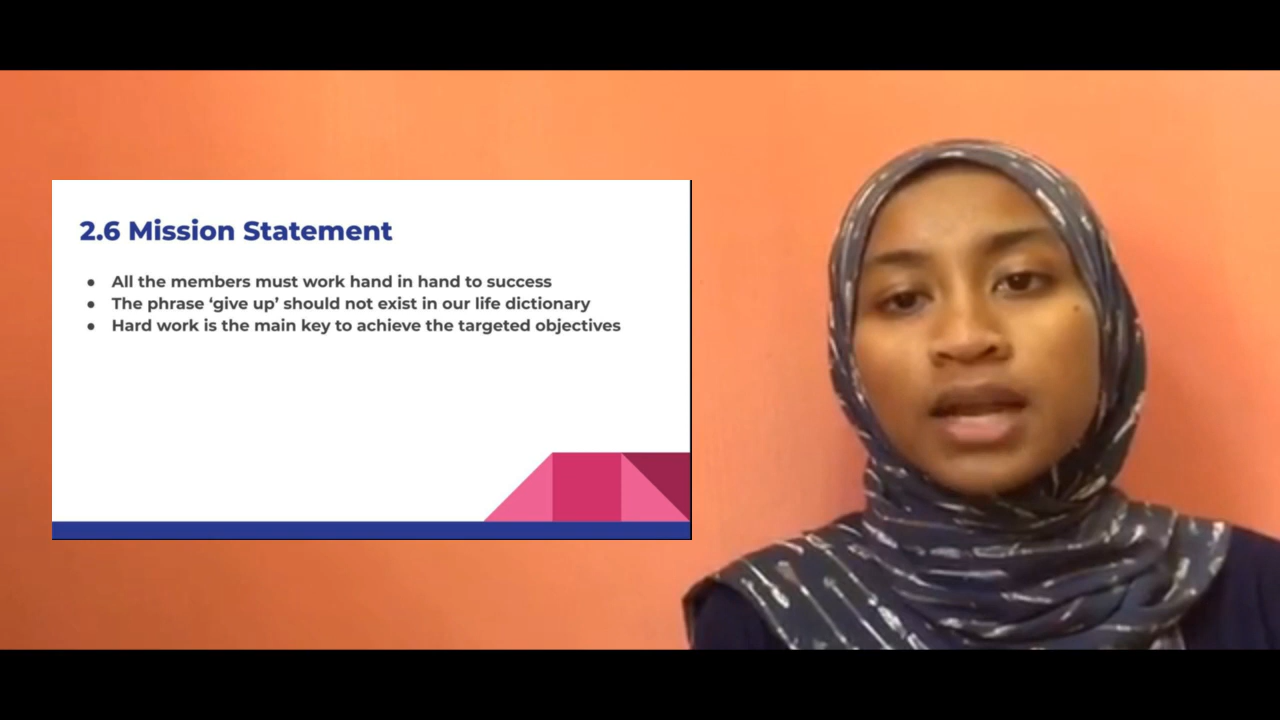 2.6 Mission Statement
● All the members must work hand in hand to success
● The phrase ‘give up’ should not exist in our life dictionary
● Hard work is the main key to achieve the targeted objectives